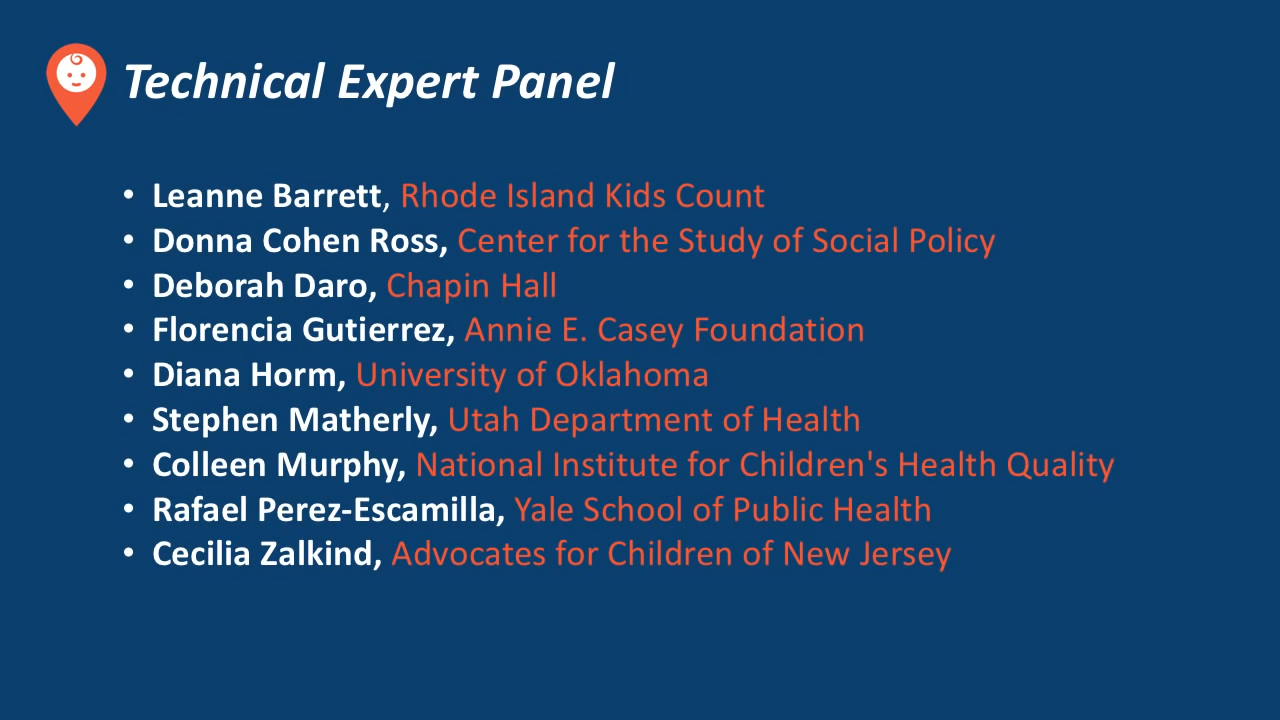 Technical Expert Panel
• Leanne Barrett, Rhode Island Kids Count
• Donna Cohen Ross, Center for the Study of Social Policy
• Deborah Daro, Chapin Hall
• Florencia Gutierrez, Annie E. Casey Foundation
• Diana Horm, University of Oklahoma
• Stephen Matherly, Utah Department of Health
• Colleen Murphy, National Institute for Children's Health Quality
• Rafael Perez-Escamilla, Yale School of Public Health
• Cecilia Zalkind, Advocates for Children of New Jersey